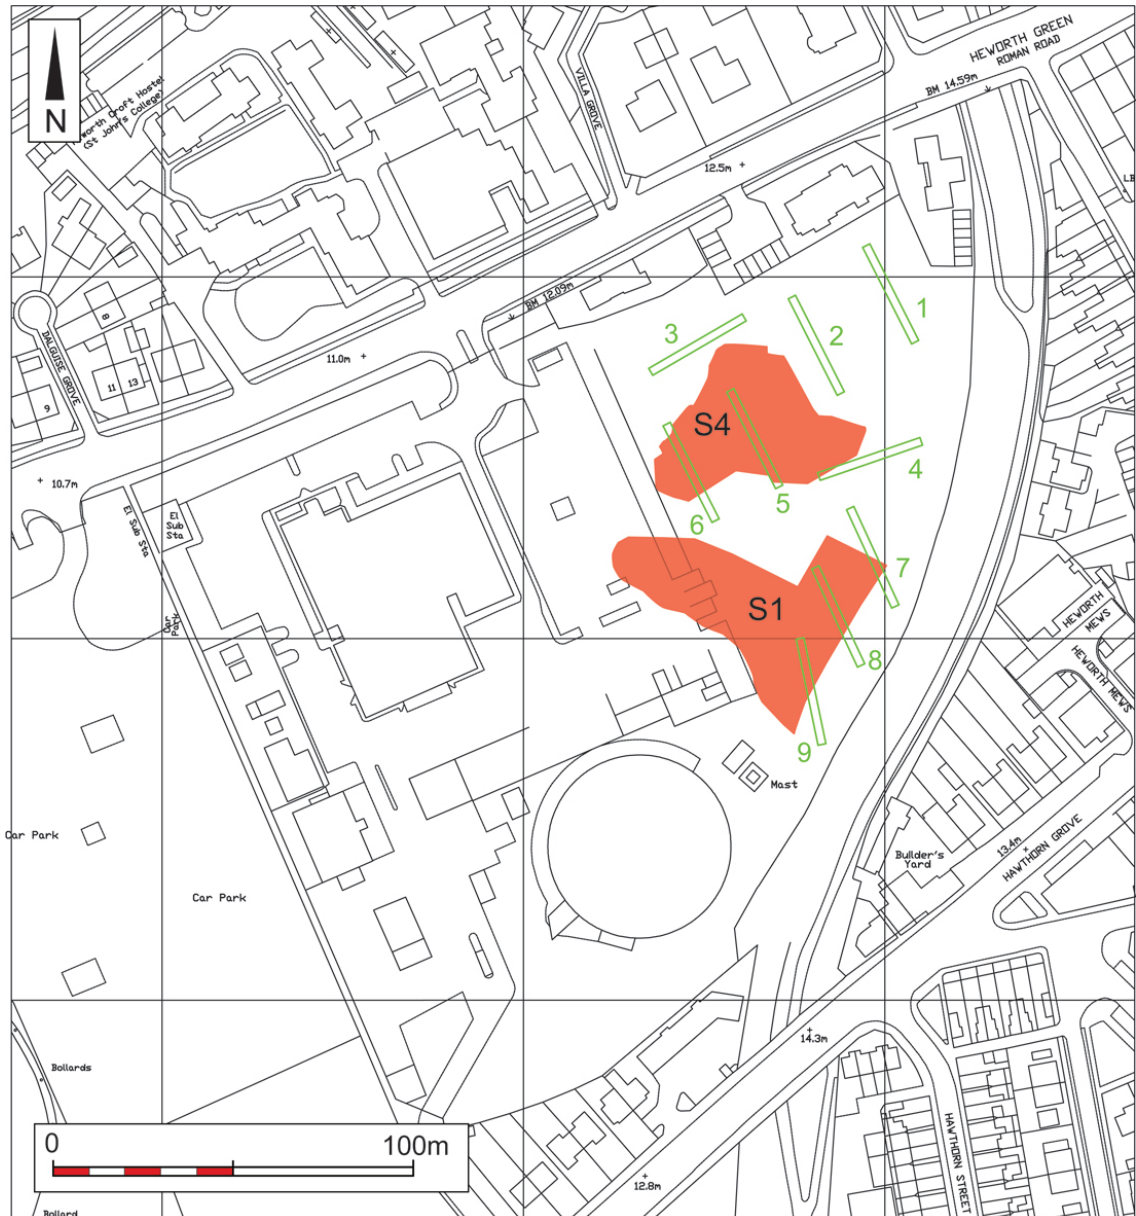 HEWORTH GREEN
ROMAN ROAD
BM 14.59m
N
worth Croft Hostel
(St John's College)
VILLA GROVE
12.5m
LB
BM 12.09m
1
2
3
8
DALGUISE GROVE
11.0m
11
13
9
S4
4
10.7m
El Sub Sta
El
Sub
Sta
5
6
7
S1
Car
Park
HEWORTH
MEWS
8
HEWORTH MEWS
9
Mast
Car Park
13.4m
HAWTHORN GROVE
Builder's
Yard
Car Park
14.3m
Bollards
0
100m
HAWTHORN STREET
12.8m
Bollard